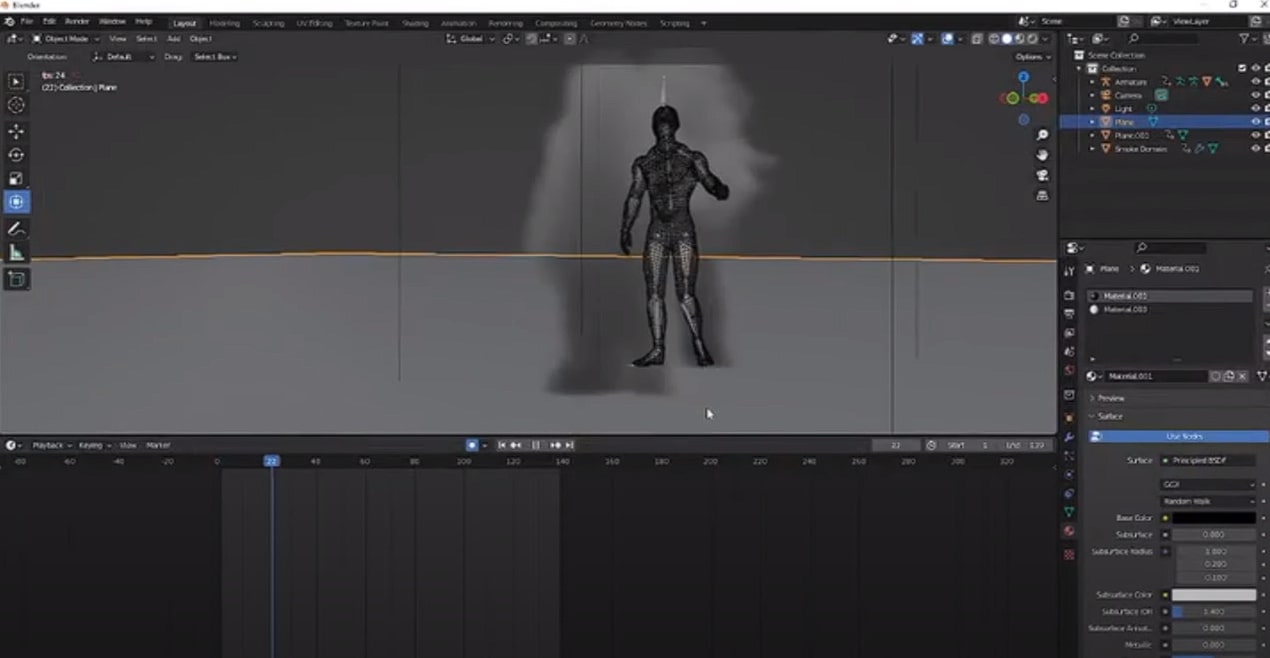 Blender
File Edit Render Window Help Layout Modeling Sculpting UV Editing Texture Paint Shading Animation Rendering Compositing Geometry Nodes Scripting + Scene ViewLayer
Object Mode View Select Add Object Global
Orientation: Default Drag: Select Box Options
fps: 24
(22) Collection | Plane
Scene Collection
Collection
Armature
Camera
Light
Plane
Plane.001
Smoke Domain
Plane > Material.001
Material.001
Material.003
Material.001
Preview
Surface
Use Nodes
Surface Principled BSDF
GGX
Random Walk
Base Color
Subsurface 0.000
Subsurface Radius 1.000
0.200
0.100
Subsurface Color
Subsurface IOR 1.400
Subsurface Anisot.. 0.000
Metallic 0.000
Playback Keying View Marker 22 Start 1 End 139
-80 -60 -40 -20 0 22 40 60 80 100 120 140 160 180 200 220 240 260 280 300 320